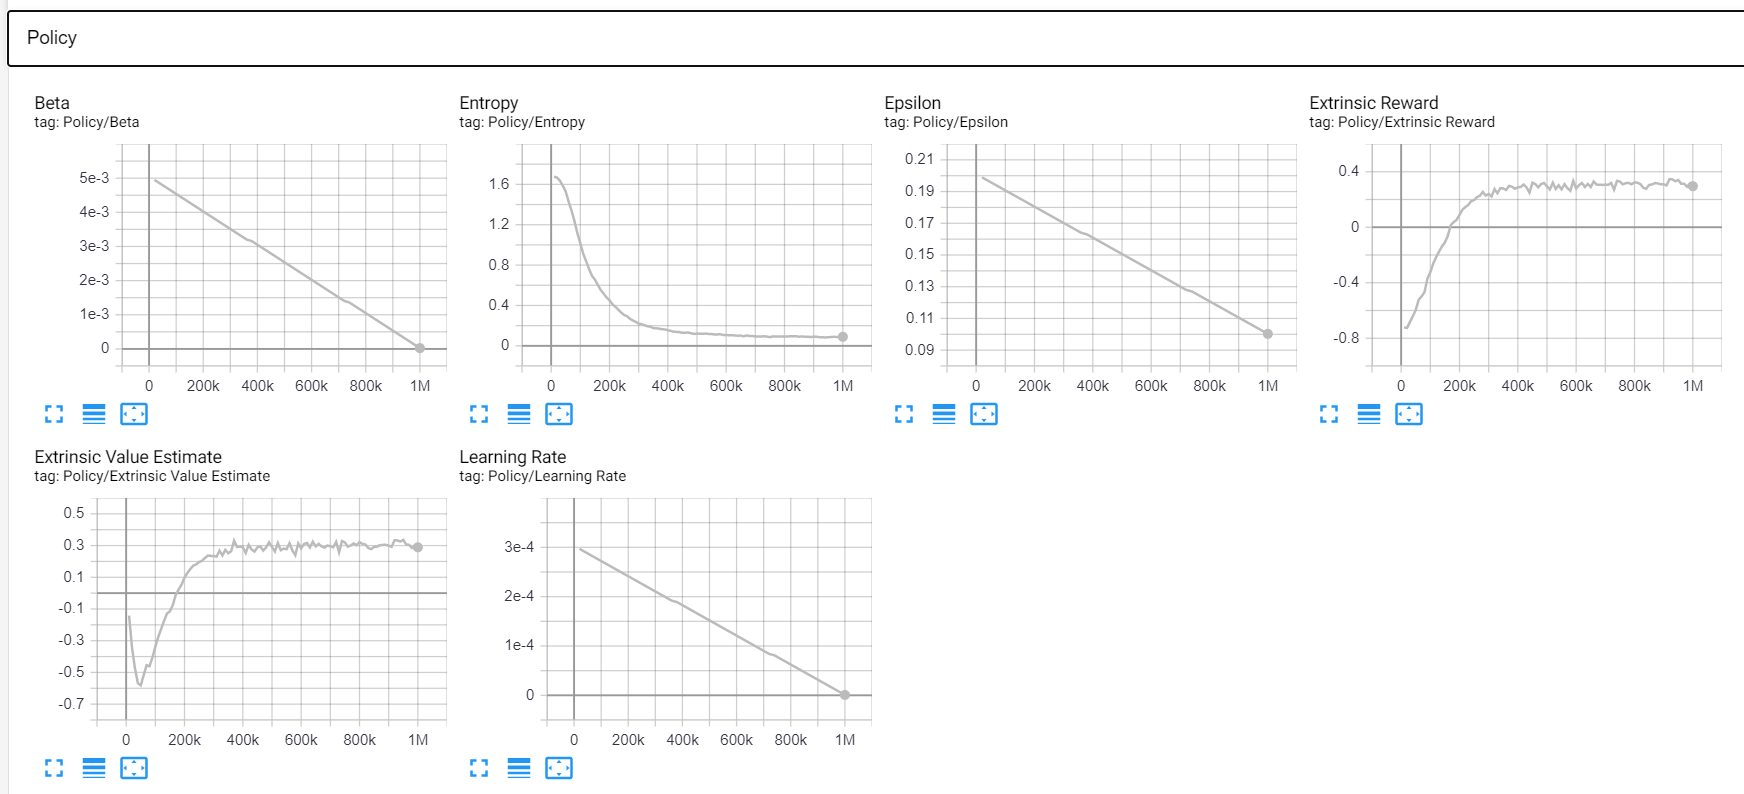 Policy
Beta
tag: Policy/Beta
5e-3
4e-3
3e-3
2e-3
1e-3
0
0 200k 400k 600k 800k 1M
Entropy
tag: Policy/Entropy
1.6
1.2
0.8
0.4
0
0 200k 400k 600k 800k 1M
Epsilon
tag: Policy/Epsilon
0.21
0.19
0.17
0.15
0.13
0.11
0.09
0 200k 400k 600k 800k 1M
Extrinsic Reward
tag: Policy/Extrinsic Reward
0.4
0
-0.4
-0.8
0 200k 400k 600k 800k 1M
Extrinsic Value Estimate
tag: Policy/Extrinsic Value Estimate
0.5
0.3
0.1
-0.1
-0.3
-0.5
-0.7
0 200k 400k 600k 800k 1M
Learning Rate
tag: Policy/Learning Rate
3e-4
2e-4
1e-4
0
0 200k 400k 600k 800k 1M